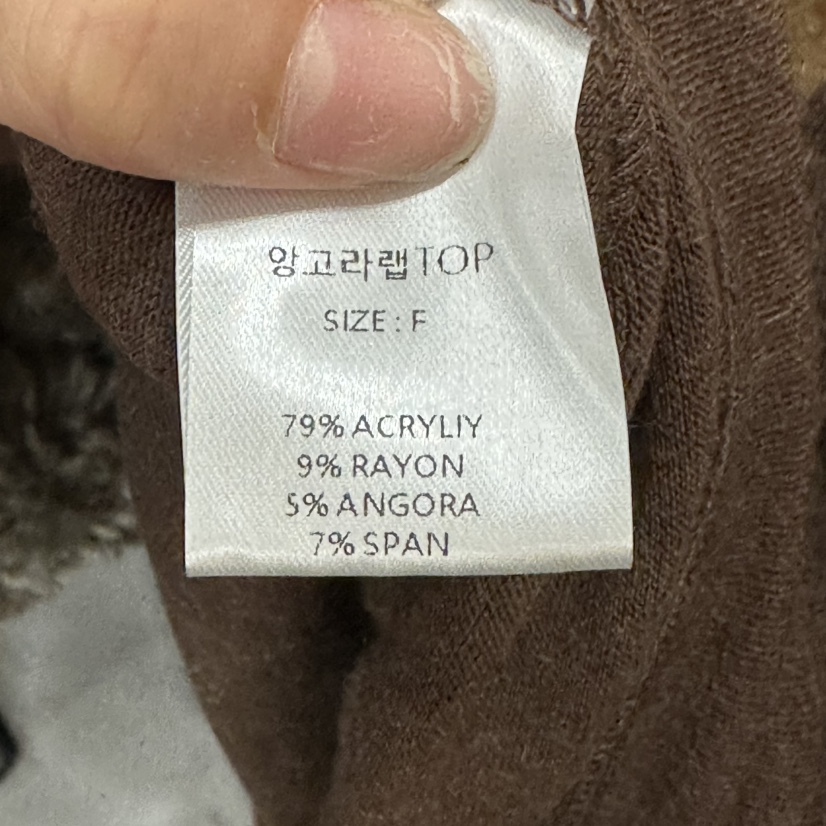 앙고라랩TOP
SIZE : F
79% ACRYLIY
9% RAYON
5% ANGORA
7% SPAN